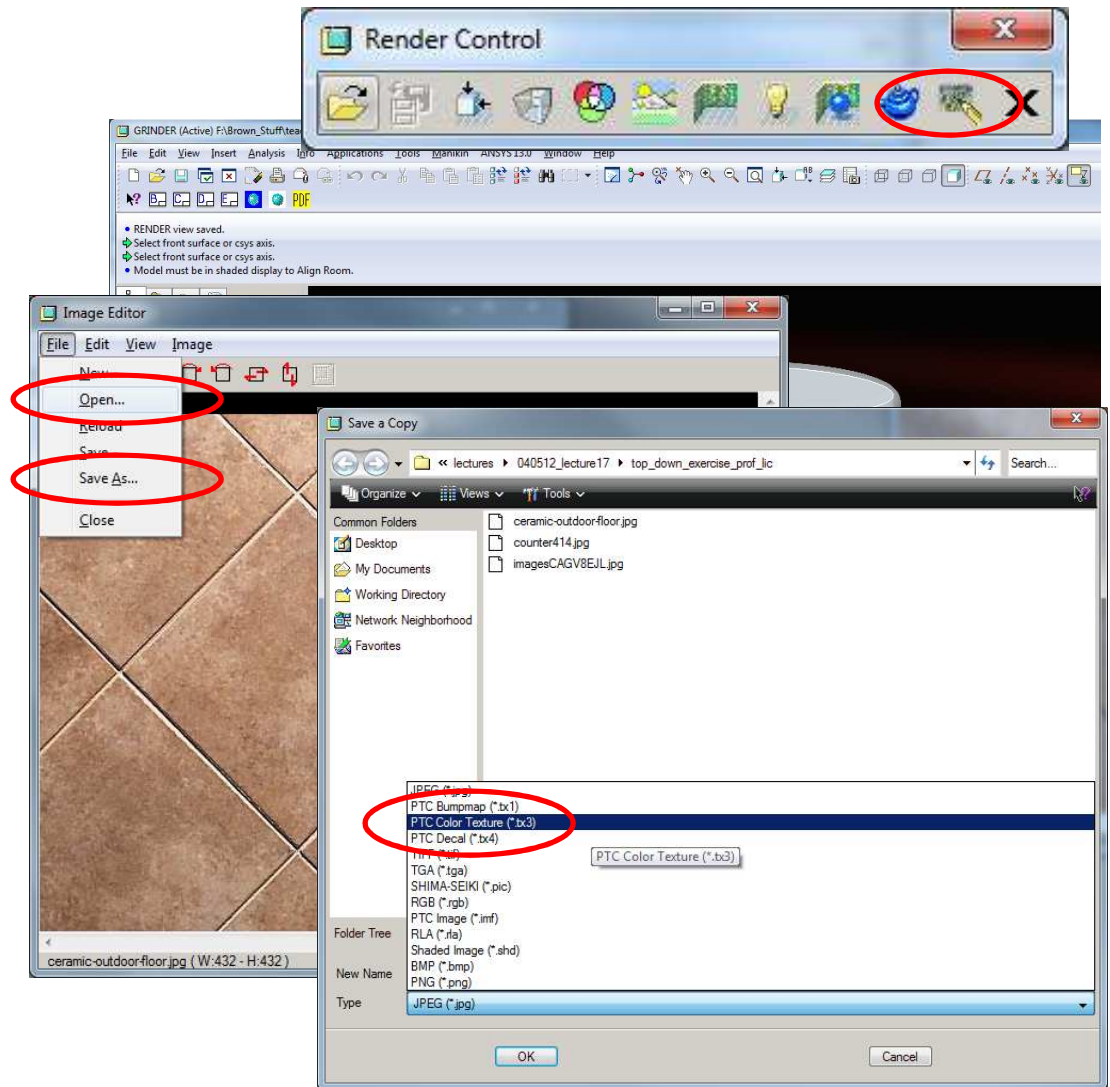 Render Control
GRINDER (Active) F:\Brown_Stuff\tea
File Edit View Insert Analysis Info Applications Tools Manikin ANSYS 13.0 Window Help
PDF
RENDER view saved.
Select front surface or csys axis.
Select front surface or csys axis.
Model must be in shaded display to Align Room.
Image Editor
File Edit View Image
New
Open...
Reload
Save
Save As...
Close
ceramic-outdoor-floor.jpg ( W:432 - H:432 )
Save a Copy
« lectures 040512_lecture17 top_down_exercise_prof_lic
Search...
Organize Views Tools
Common Folders
Desktop
My Documents
Working Directory
Network Neighborhood
Favorites
ceramic-outdoor-floor.jpg
counter414.jpg
imagesCAGV8EJL.jpg
JPEG (*.jpg)
PTC Bumpmap (*.tx1)
PTC Color Texture (*.tx3)
PTC Decal (*.tx4)
TIFF (*.tif)
PTC Color Texture (*.tx3)
TGA (*.tga)
SHIMA-SEIKI (*.pic)
RGB (*.rgb)
PTC Image (*.imf)
RLA (*.rla)
Shaded Image (*.shd)
BMP (*.bmp)
PNG (*.png)
Folder Tree
New Name
Type JPEG (*.jpg)
OK Cancel